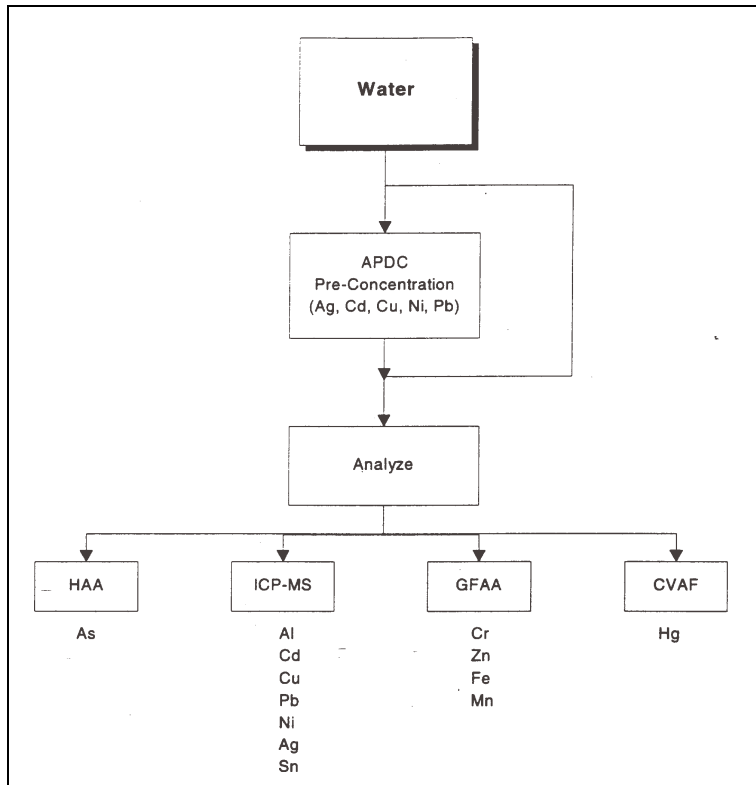 Water
APDC
Pre-Concentration
(Ag, Cd, Cu, Ni, Pb)
Analyze
HAA
ICP-MS
GFAA
CVAF
As
Al
Cd
Cu
Pb
Ni
Ag
Sn
Cr
Zn
Fe
Mn
Hg